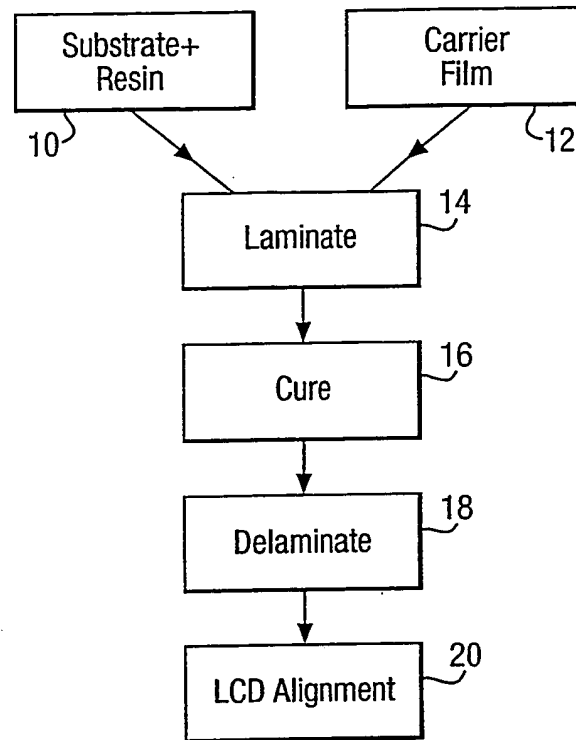 Substrate+
Resin
10
Carrier
Film
12
Laminate
14
Cure
16
Delaminate
18
LCD Alignment
20